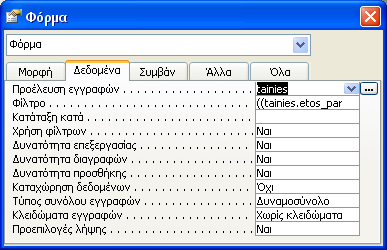 Φόρμα
Φόρμα
Μορφή Δεδομένα Συμβάν Άλλα Όλα
Προέλευση εγγραφών tainies ...
Φίλτρο ((tainies.etos_par
Κατάταξη κατά
Χρήση φίλτρων Ναι
Δυνατότητα επεξεργασίας Ναι
Δυνατότητα διαγραφών Ναι
Δυνατότητα προσθήκης Ναι
Καταχώρηση δεδομένων Όχι
Τύπος συνόλου εγγραφών Δυναμοσύνολο
Κλειδώματα εγγραφών Χωρίς κλειδώματα
Προεπιλογές λήψης Ναι